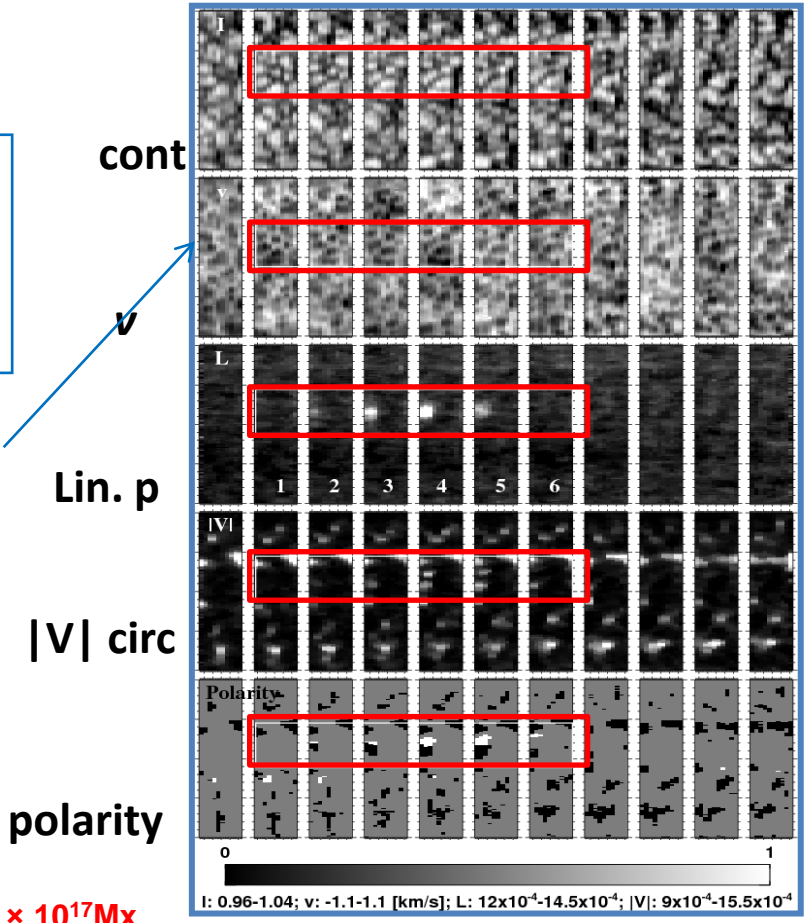 I
cont
v
v
L
Lin. p
1 2 3 4 5 6
|V|
|V| circ
Polarity
polarity
0 1
I: 0.96-1.04; v: -1.1-1.1 [km/s]; L: 12x10⁻⁴-14.5x10⁻⁴; |V|: 9x10⁻⁴-15.5x10⁻⁴
× 10¹⁷Mx